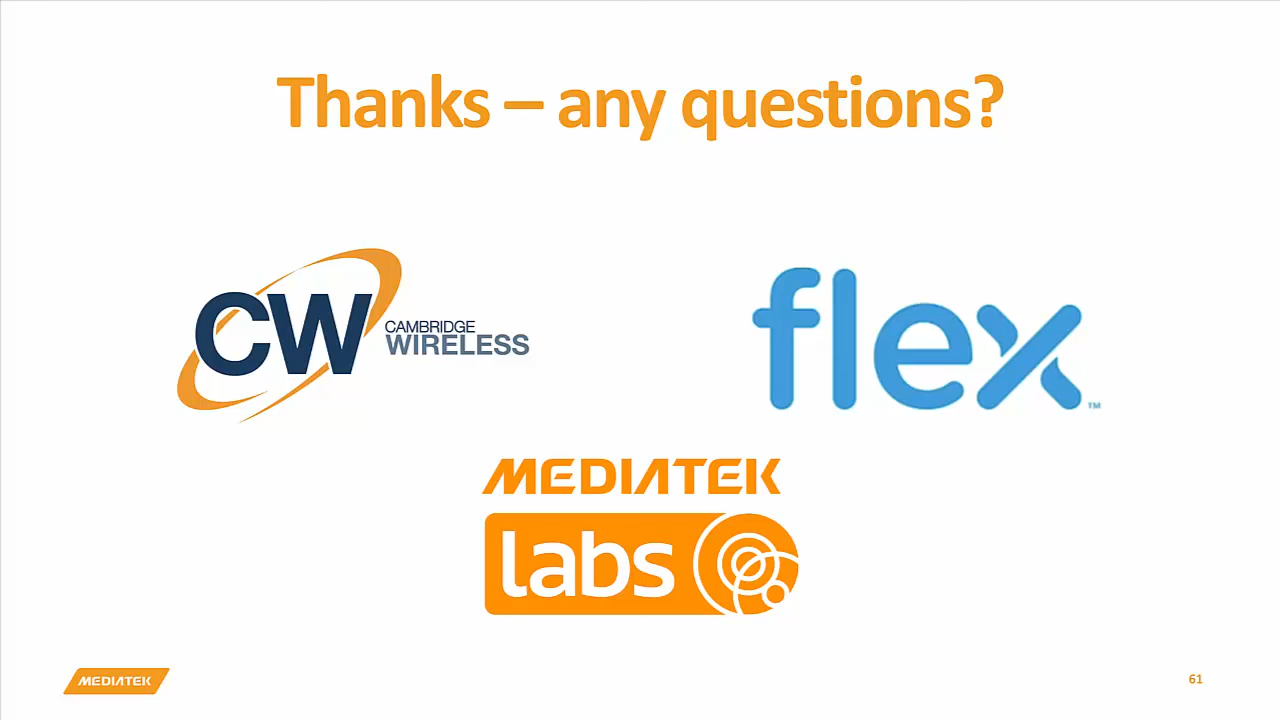 Thanks – any questions?
CW
CAMBRIDGE
WIRELESS
flex
TM
MEDIATEK
labs
MEDIATEK
61